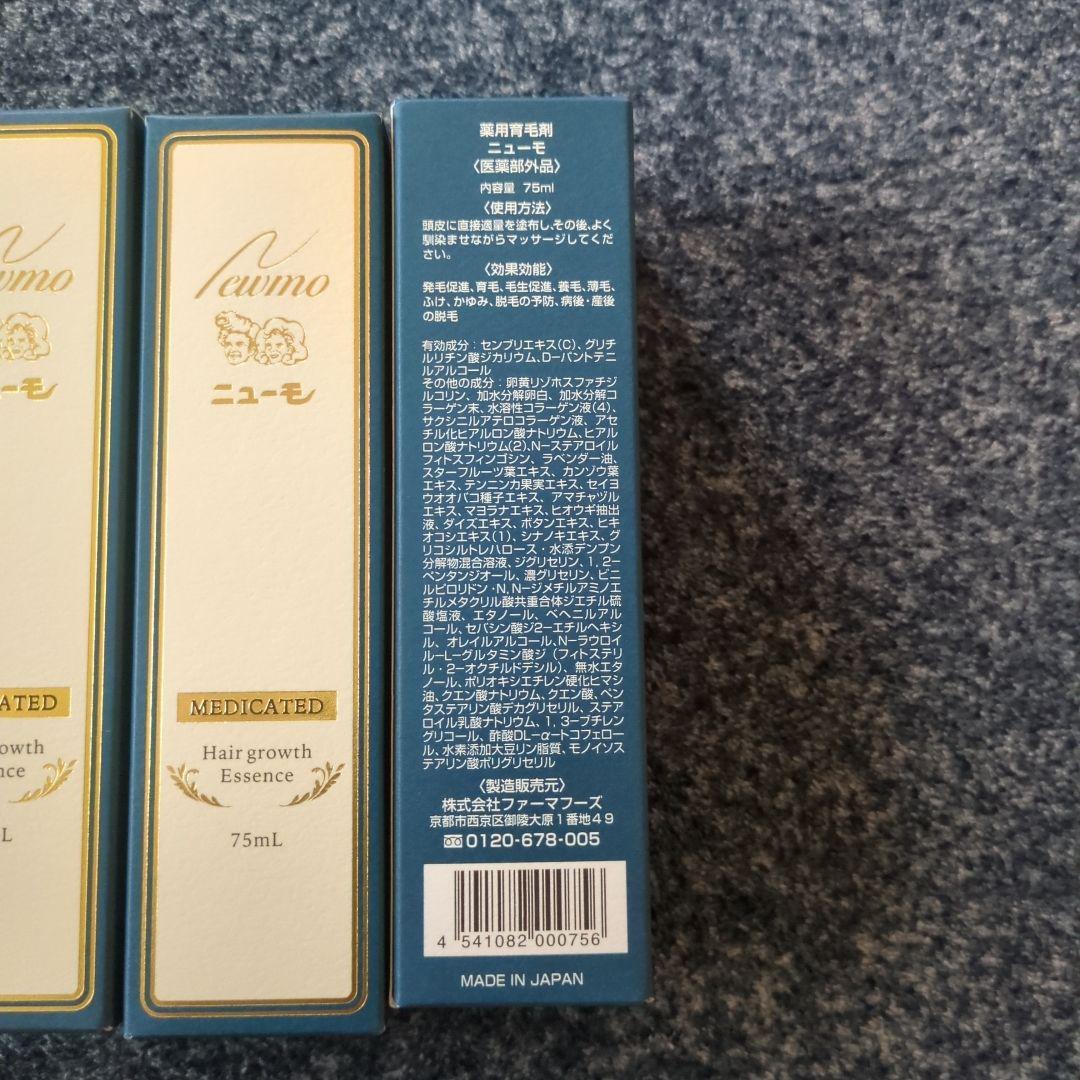 ewmo
ーモ
CATED
owth
nce
L
Newmo
ニューモ
MEDICATED
Hair growth
Essence
75mL
薬用育毛剤
ニューモ
〈医薬部外品〉
内容量 75ml
〈使用方法〉
頭皮に直接適量を塗布し、その後、よく
馴染ませながらマッサージしてくだ
さい。
〈効果効能〉
発毛促進、育毛、毛生促進、養毛、薄毛、
ふけ、かゆみ、脱毛の予防、病後・産後
の脱毛
有効成分：センブリエキス(C)、グリチ
ルリチン酸ジカリウム、D-パントテニ
ルアルコール
その他の成分：卵黄リゾホスファチジ
ルコリン、加水分解卵白、加水分解コ
ラーゲン末、水溶性コラーゲン液(4)、
サクシニルアテロコラーゲン液、アセ
チル化ヒアルロン酸ナトリウム、ヒアル
ロン酸ナトリウム(2)、N-ステアロイル
フィトスフィンゴシン、ラベンダー油、
スターフルーツ葉エキス、カンゾウ葉
エキス、テンニンカ果実エキス、セイヨ
ウオオバコ種子エキス、アマチャヅル
エキス、マヨラナエキス、ヒオウギ抽出
液、ダイズエキス、ボタンエキス、ヒキ
オコシエキス(1)、シナノキエキス、グ
リコシルトレハロース・水添デンプン
分解物混合溶液、ジグリセリン、1,2-
ペンタンジオール、濃グリセリン、ビニ
ルピロリドン・N,N-ジメチルアミノエ
チルメタクリル酸共重合体ジエチル硫
酸塩液、エタノール、ベヘニルアル
コール、セバシン酸ジ2-エチルヘキシ
ル、オレイルアルコール、N-ラウロイ
ル-L-グルタミン酸ジ(フィトステリ
ル・2-オクチルドデシル)、無水エタ
ノール、ポリオキシエチレン硬化ヒマシ
油、クエン酸ナトリウム、クエン酸、ペン
タステアリン酸デカグリセリル、ステア
ロイル乳酸ナトリウム、1,3-ブチレン
グリコール、酢酸DL-α-トコフェロー
ル、水素添加大豆リン脂質、モノイソス
テアリン酸ポリグリセリル
〈製造販売元〉
株式会社ファーマフーズ
京都市西京区御陵大原1番地49
0120-678-005
4 541082 000756
MADE IN JAPAN